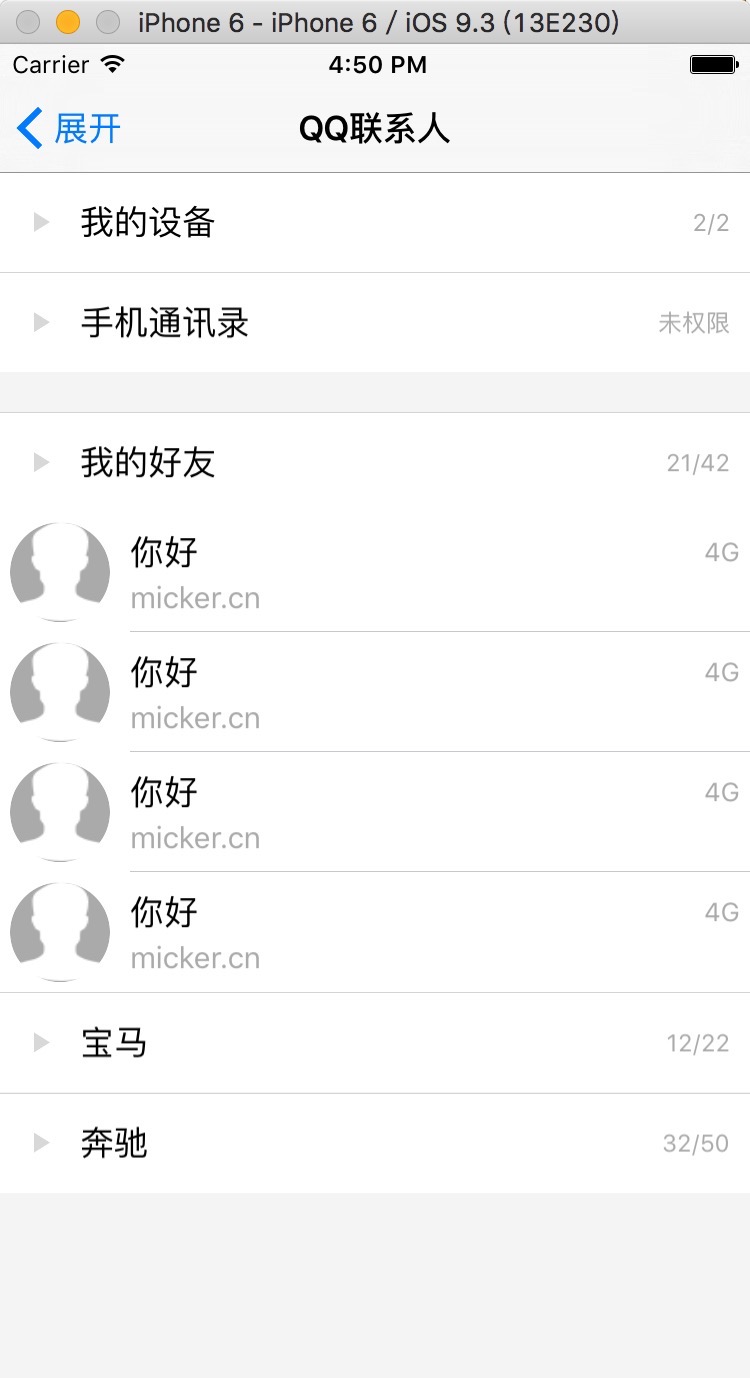 iPhone 6 - iPhone 6 / iOS 9.3 (13E230)
Carrier 4:50 PM
展开 QQ联系人
我的设备 2/2
手机通讯录 未权限
我的好友 21/42
你好 4G
micker.cn
你好 4G
micker.cn
你好 4G
micker.cn
你好 4G
micker.cn
宝马 12/22
奔驰 32/50